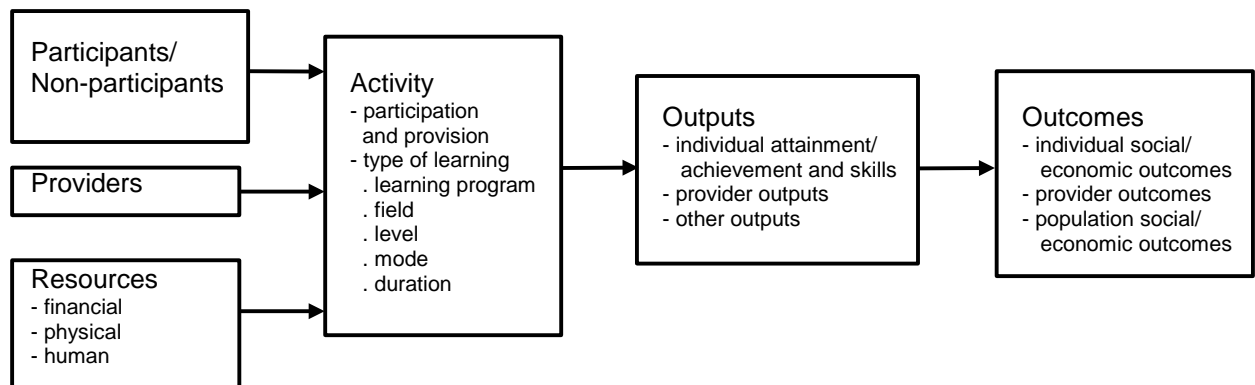 Participants/
Non-participants
Providers
Resources
- financial
- physical
- human
Activity
- participation
and provision
- type of learning
. learning program
. field
. level
. mode
. duration
Outputs
- individual attainment/
achievement and skills
- provider outputs
- other outputs
Outcomes
- individual social/
economic outcomes
- provider outcomes
- population social/
economic outcomes